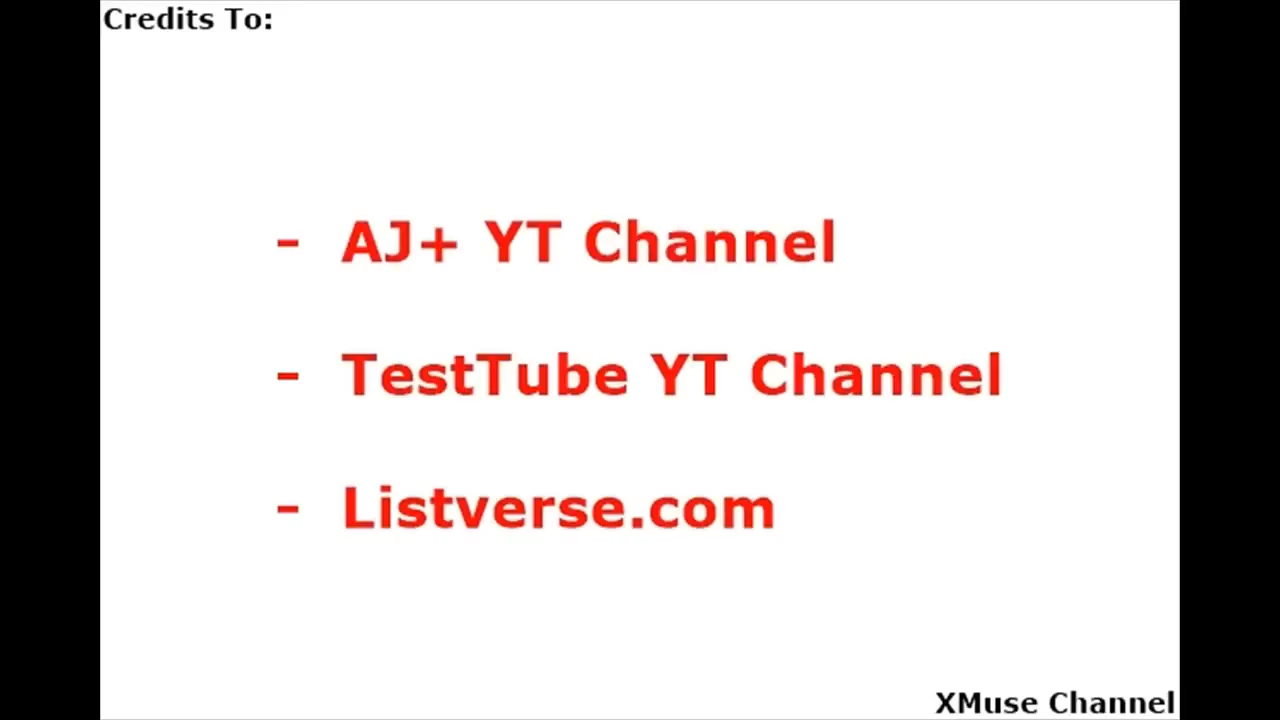 Credits To:
- AJ+ YT Channel
- TestTube YT Channel
- Listverse.com
XMuse Channel